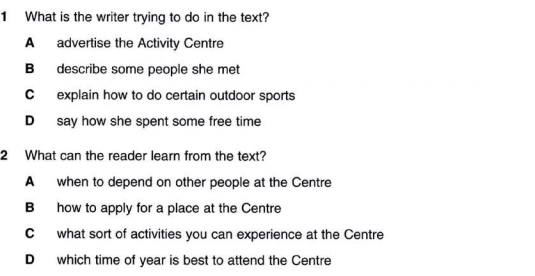 1 What is the writer trying to do in the text?
A advertise the Activity Centre
B describe some people she met
C explain how to do certain outdoor sports
D say how she spent some free time
2 What can the reader learn from the text?
A when to depend on other people at the Centre
B how to apply for a place at the Centre
C what sort of activities you can experience at the Centre
D which time of year is best to attend the Centre